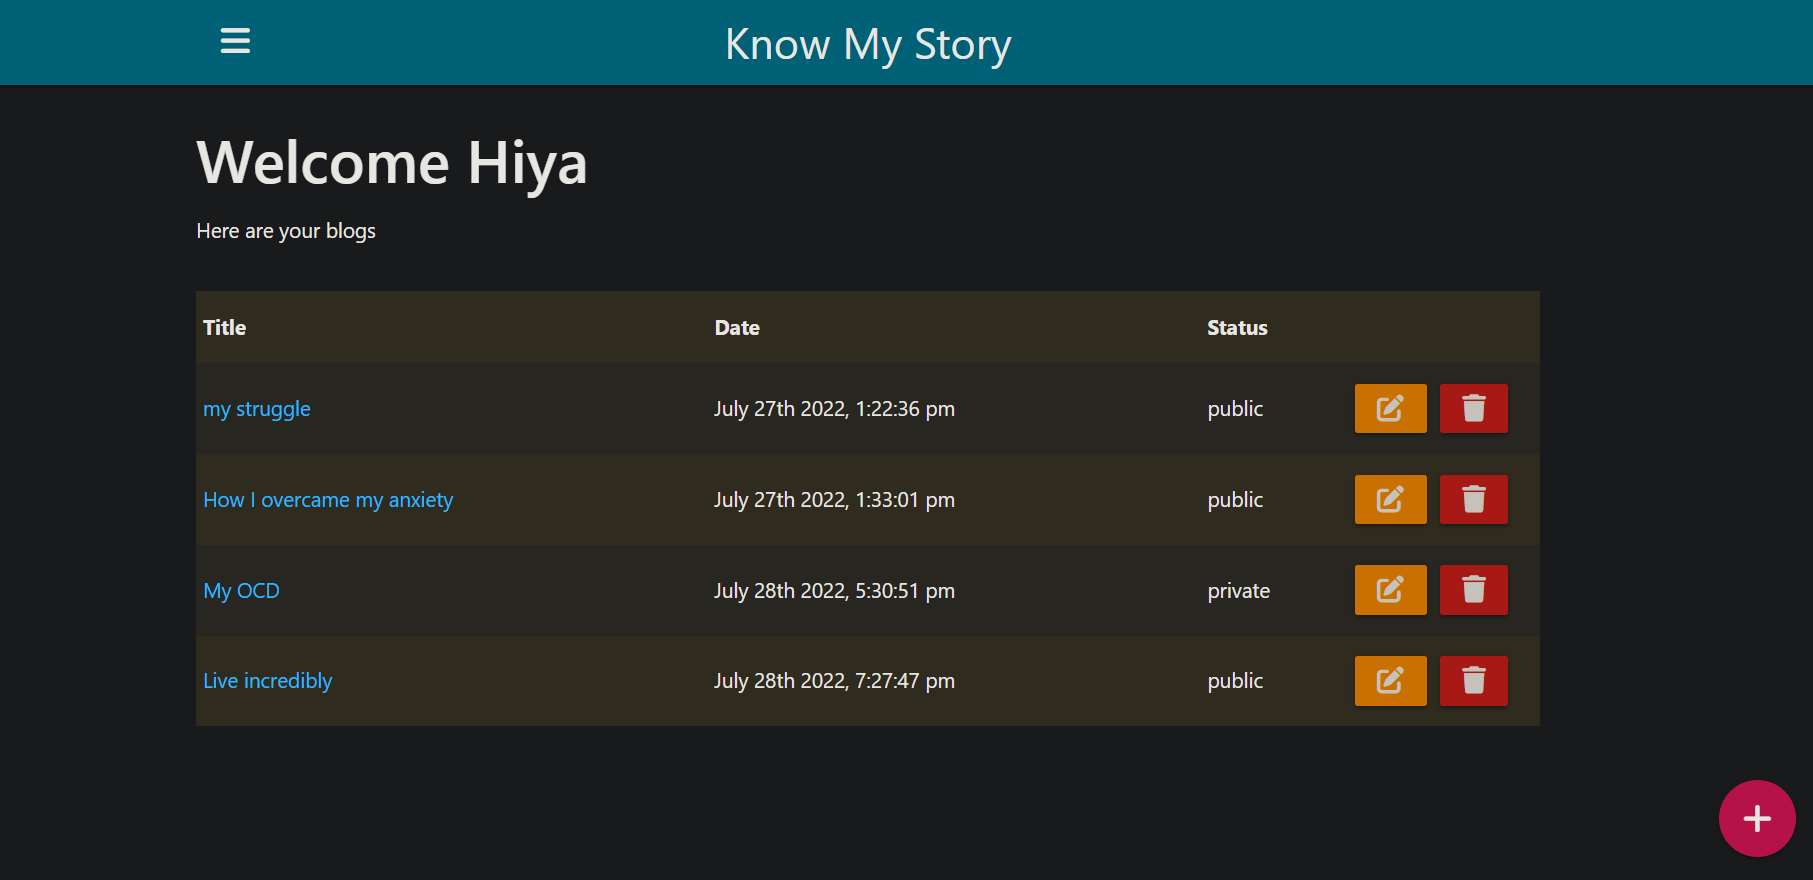 Know My Story
Welcome Hiya
Here are your blogs
Title Date Status
my struggle July 27th 2022, 1:22:36 pm public
How I overcame my anxiety July 27th 2022, 1:33:01 pm public
My OCD July 28th 2022, 5:30:51 pm private
Live incredibly July 28th 2022, 7:27:47 pm public